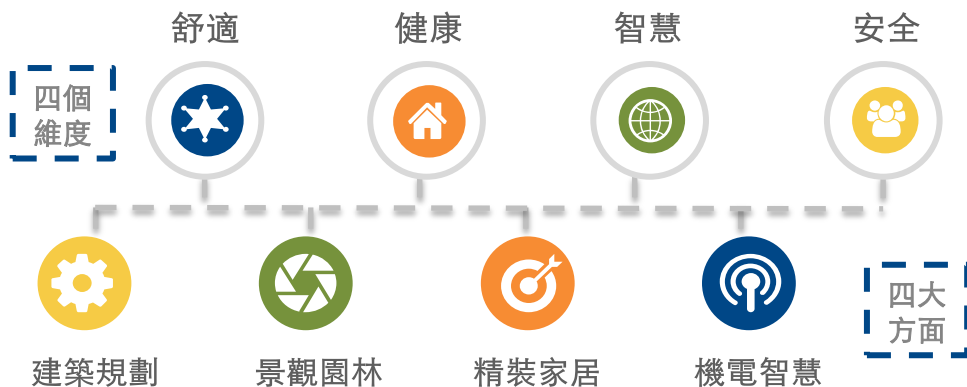 舒適
健康
智慧
安全
四個
維度
四大
方面
建築規劃
景觀園林
精裝家居
機電智慧